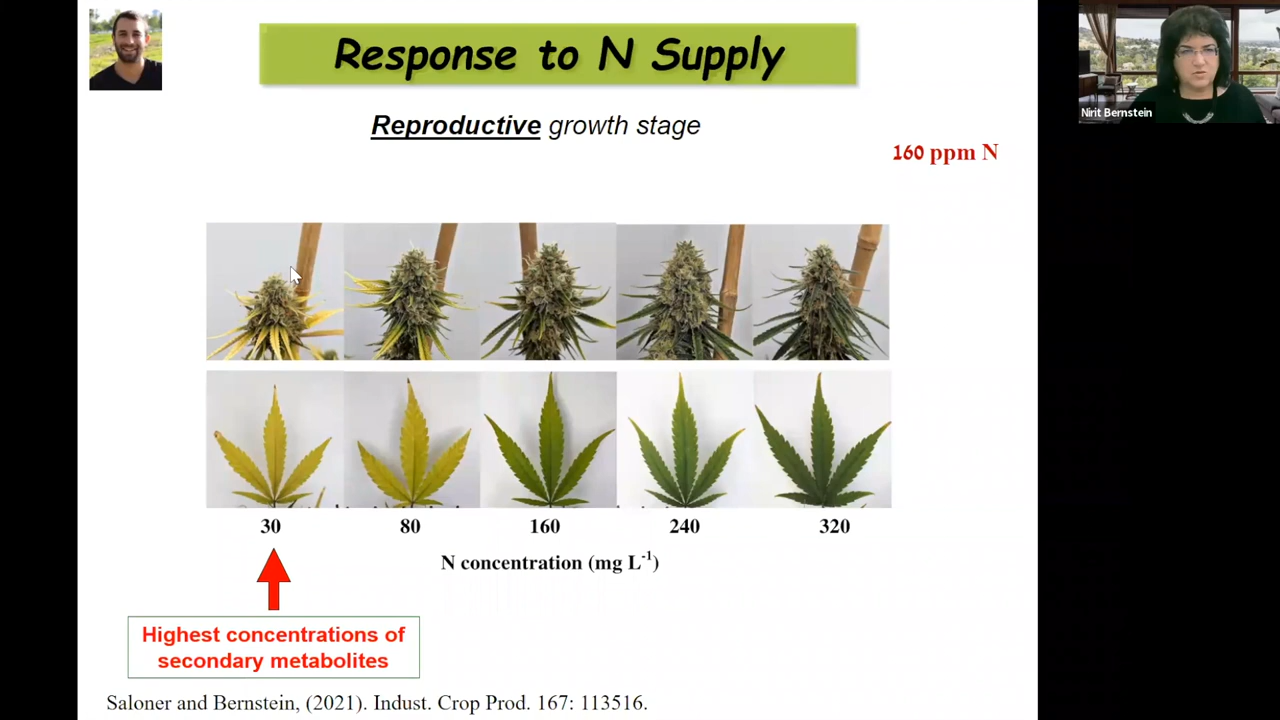 Response to N Supply
Nirit Bernstein
Reproductive growth stage
160 ppm N
30 80 160 240 320
N concentration (mg L⁻¹)
Highest concentrations of
secondary metabolites
Saloner and Bernstein, (2021). Indust. Crop Prod. 167: 113516.